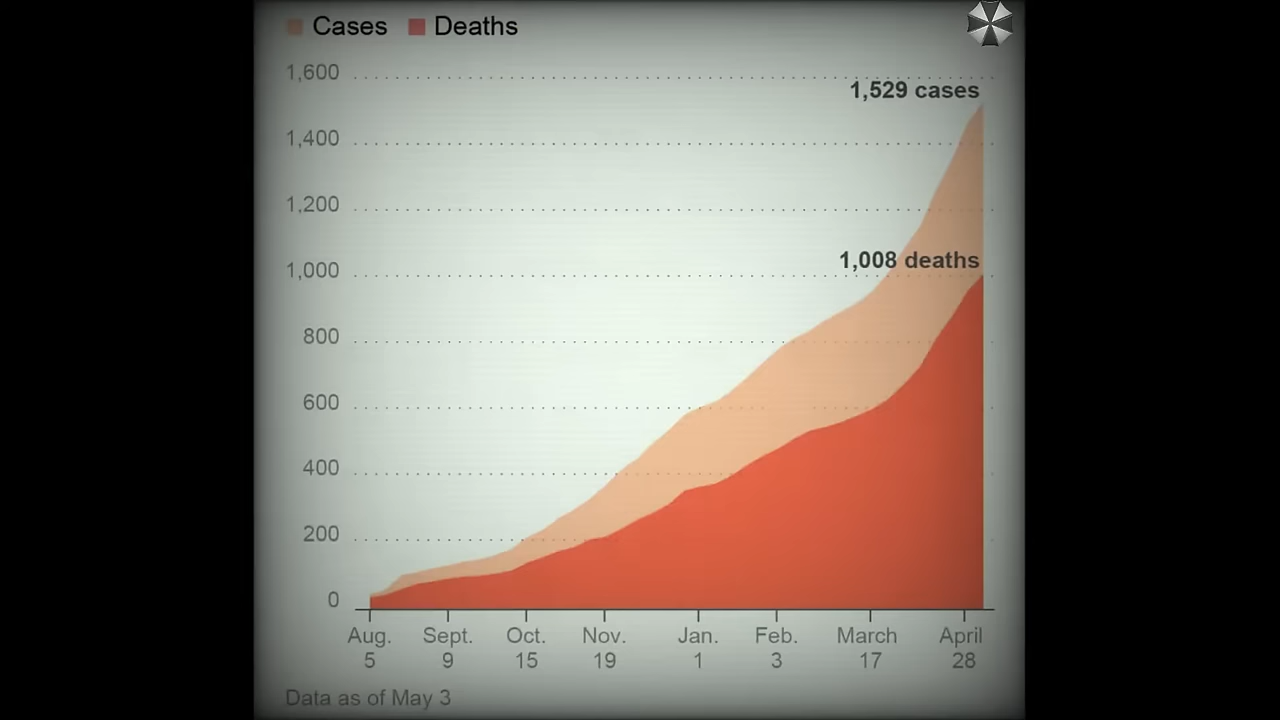 Cases Deaths
1,600
1,529 cases
1,400
1,200
1,008 deaths
1,000
800
600
400
200
0
Aug. Sept. Oct. Nov. Jan. Feb. March April
5 9 15 19 1 3 17 28
Data as of May 3